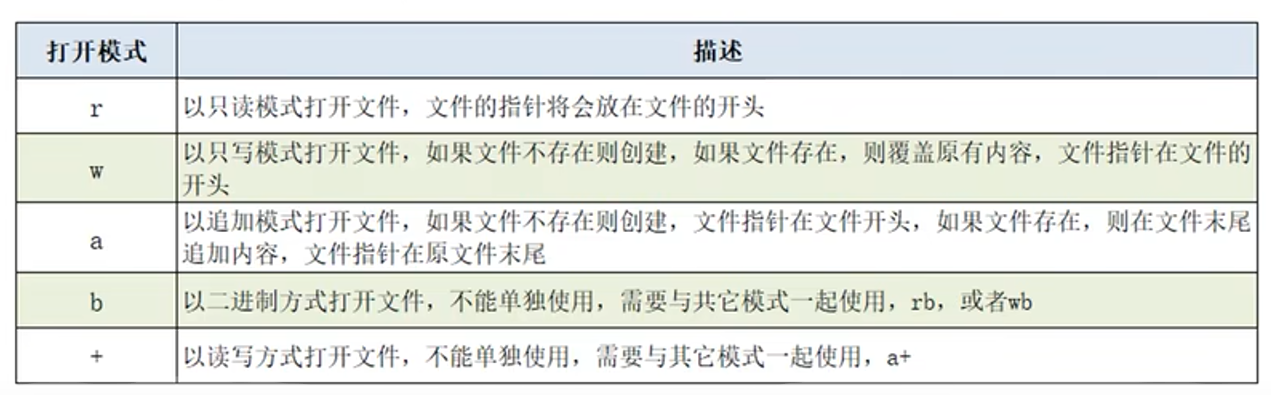 打开模式 描述
r 以只读模式打开文件，文件的指针将会放在文件的开头
w 以只写模式打开文件，如果文件不存在则创建，如果文件存在，则覆盖原有内容，文件指针在文件的
开头
a 以追加模式打开文件，如果文件不存在则创建，文件指针在文件开头，如果文件存在，则在文件末尾
追加内容，文件指针在原文件末尾
b 以二进制方式打开文件，不能单独使用，需要与共它模式一起使用，rb，或者wb
+ 以读写方式打开文件，不能单独使用，需要与其它模式一起使用，a+